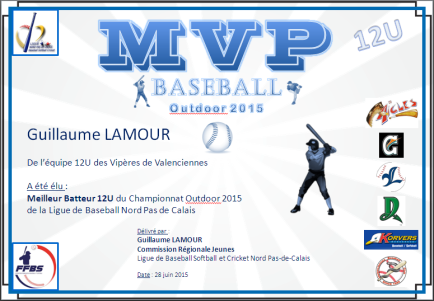 MVP
12U
BASEBALL
Outdoor 2015
Guillaume LAMOUR
De l'équipe 12U des Vipères de Valenciennes
A été élu :
Meilleur Batteur 12U du Championnat Outdoor 2015
de la Ligue de Baseball Nord Pas de Calais
Délivré par
Guillaume LAMOUR
Commission Régionale Jeunes
Ligue de Baseball Softball et Cricket Nord Pas-de-Calais
Date : 28 juin 2015
FFBS
KORVERS